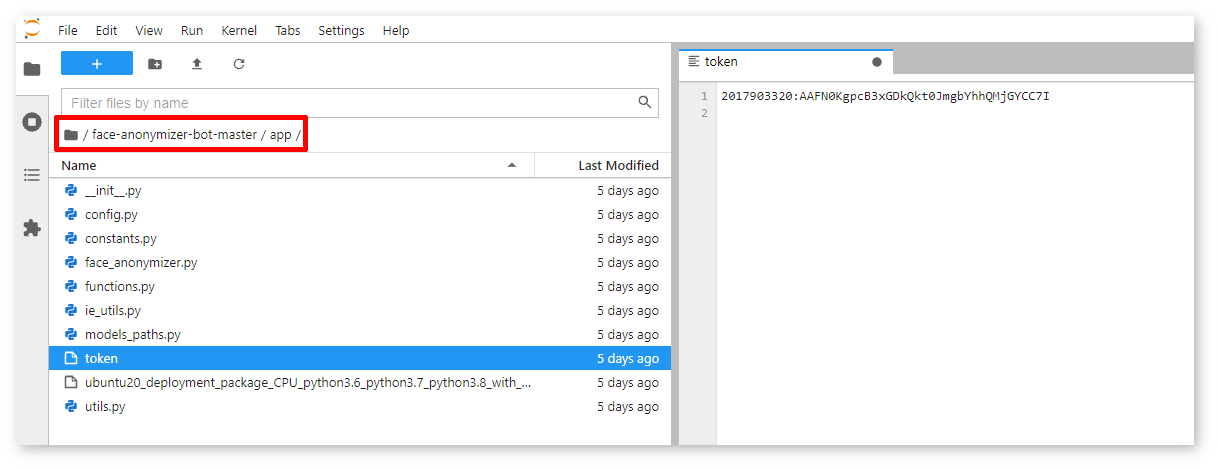 File Edit View Run Kernel Tabs Settings Help
Filter files by name
/ face-anonymizer-bot-master / app /
Name Last Modified
__init__.py 5 days ago
config.py 5 days ago
constants.py 5 days ago
face_anonymizer.py 5 days ago
functions.py 5 days ago
ie_utils.py 5 days ago
models_paths.py 5 days ago
token 5 days ago
ubuntu20_deployment_package_CPU_python3.6_python3.7_python3.8_with_... 5 days ago
utils.py 5 days ago
token
1 2017903320:AAFN0KgpcB3xGDkQkt0JmgbYhhQMjGYCC7I
2